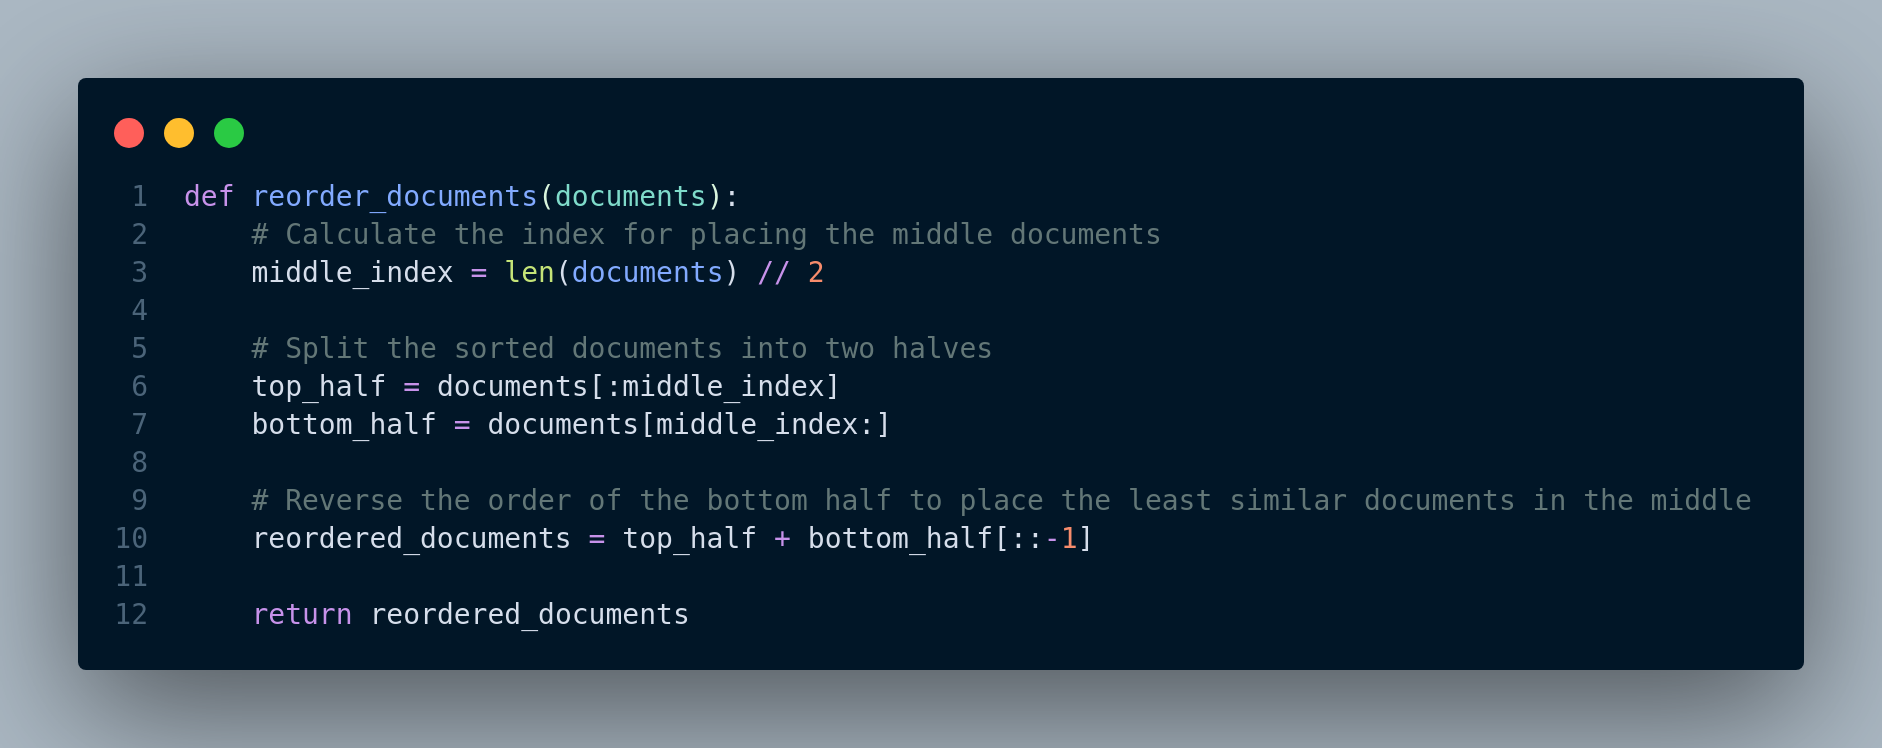 1 def reorder_documents(documents):
2     # Calculate the index for placing the middle documents
3     middle_index = len(documents) // 2
4
5     # Split the sorted documents into two halves
6     top_half = documents[:middle_index]
7     bottom_half = documents[middle_index:]
8
9     # Reverse the order of the bottom half to place the least similar documents in the middle
10     reordered_documents = top_half + bottom_half[::-1]
11
12     return reordered_documents